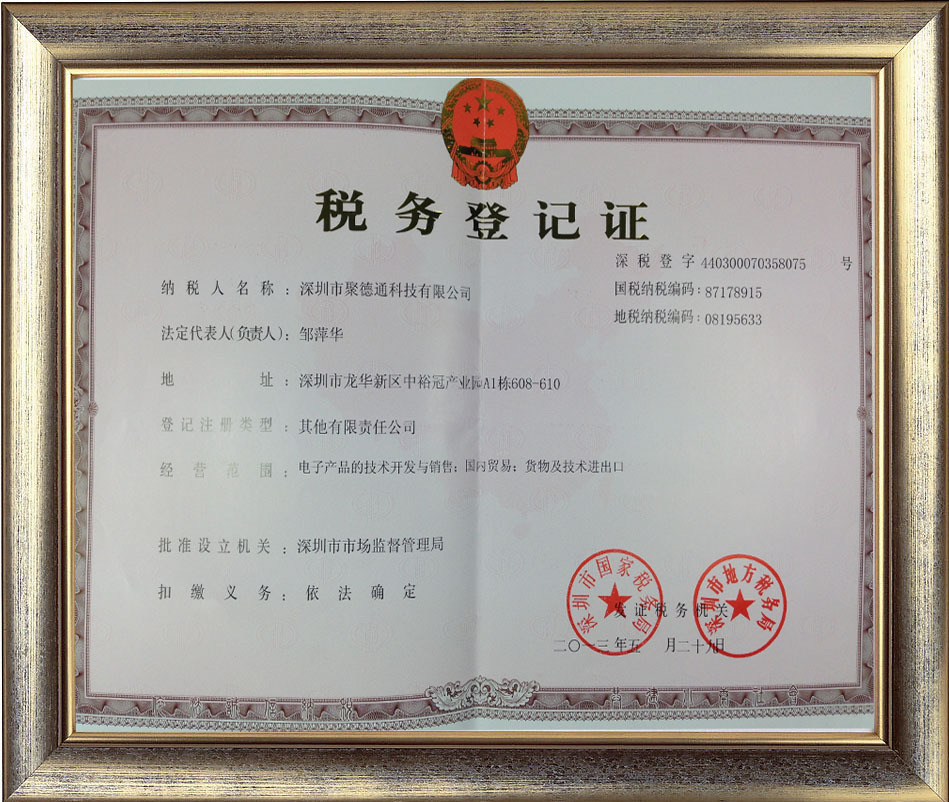 税务登记证
深税登字 440300070358075 号
国税纳税编码：87178915
地税纳税编码：08195633
纳税人名称：深圳市聚德通科技有限公司
法定代表人(负责人)：邹萍华
地址：深圳市龙华新区中裕冠产业园A1栋608-610
登记注册类型：其他有限责任公司
经营范围：电子产品的技术开发与销售；国内贸易；货物及技术进出口
批准设立机关：深圳市市场监督管理局
扣缴义务：依法确定
深圳市国家税务局
深圳市地方税务局
发证税务机关
二〇一三年五月二十九日